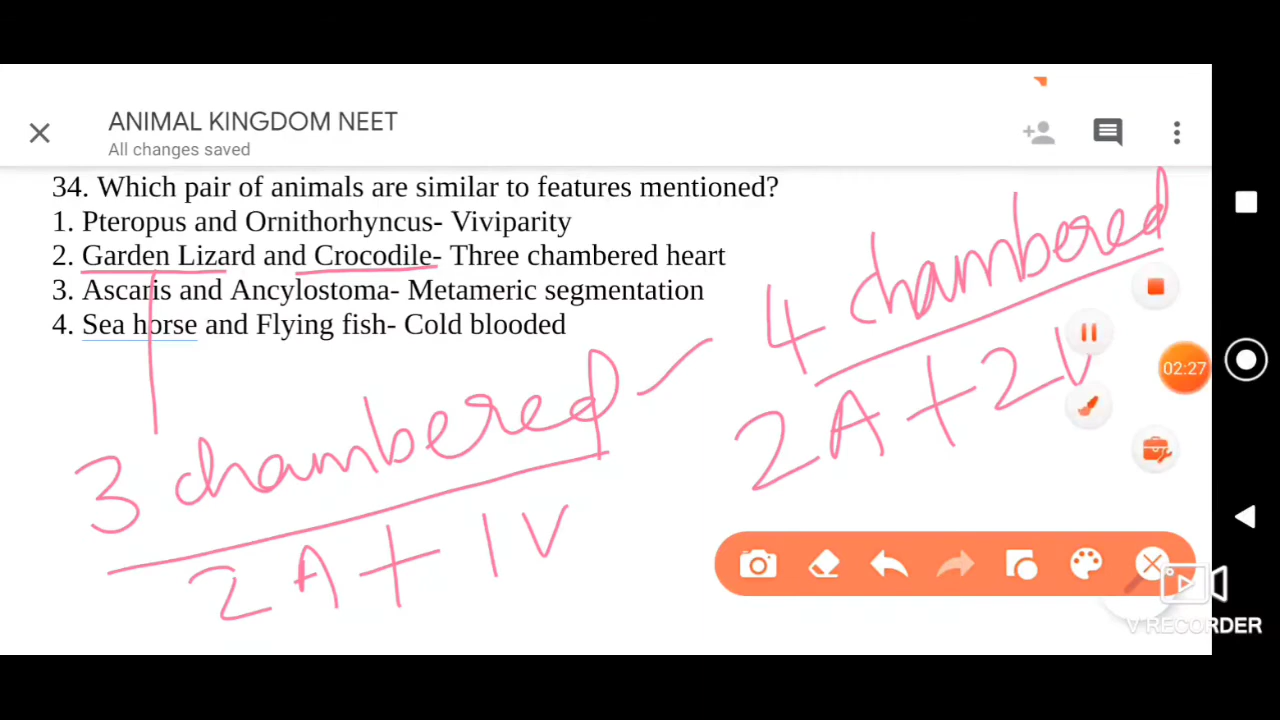 ANIMAL KINGDOM NEET
All changes saved
34. Which pair of animals are similar to features mentioned?
1. Pteropus and Ornithorhyncus- Viviparity
2. Garden Lizard and Crocodile- Three chambered heart
3. Ascaris and Ancylostoma- Metameric segmentation
4. Sea horse and Flying fish- Cold blooded
4 chambered
2A + 2V
3 chambered
2A + 1V
02:27
V RECORDER